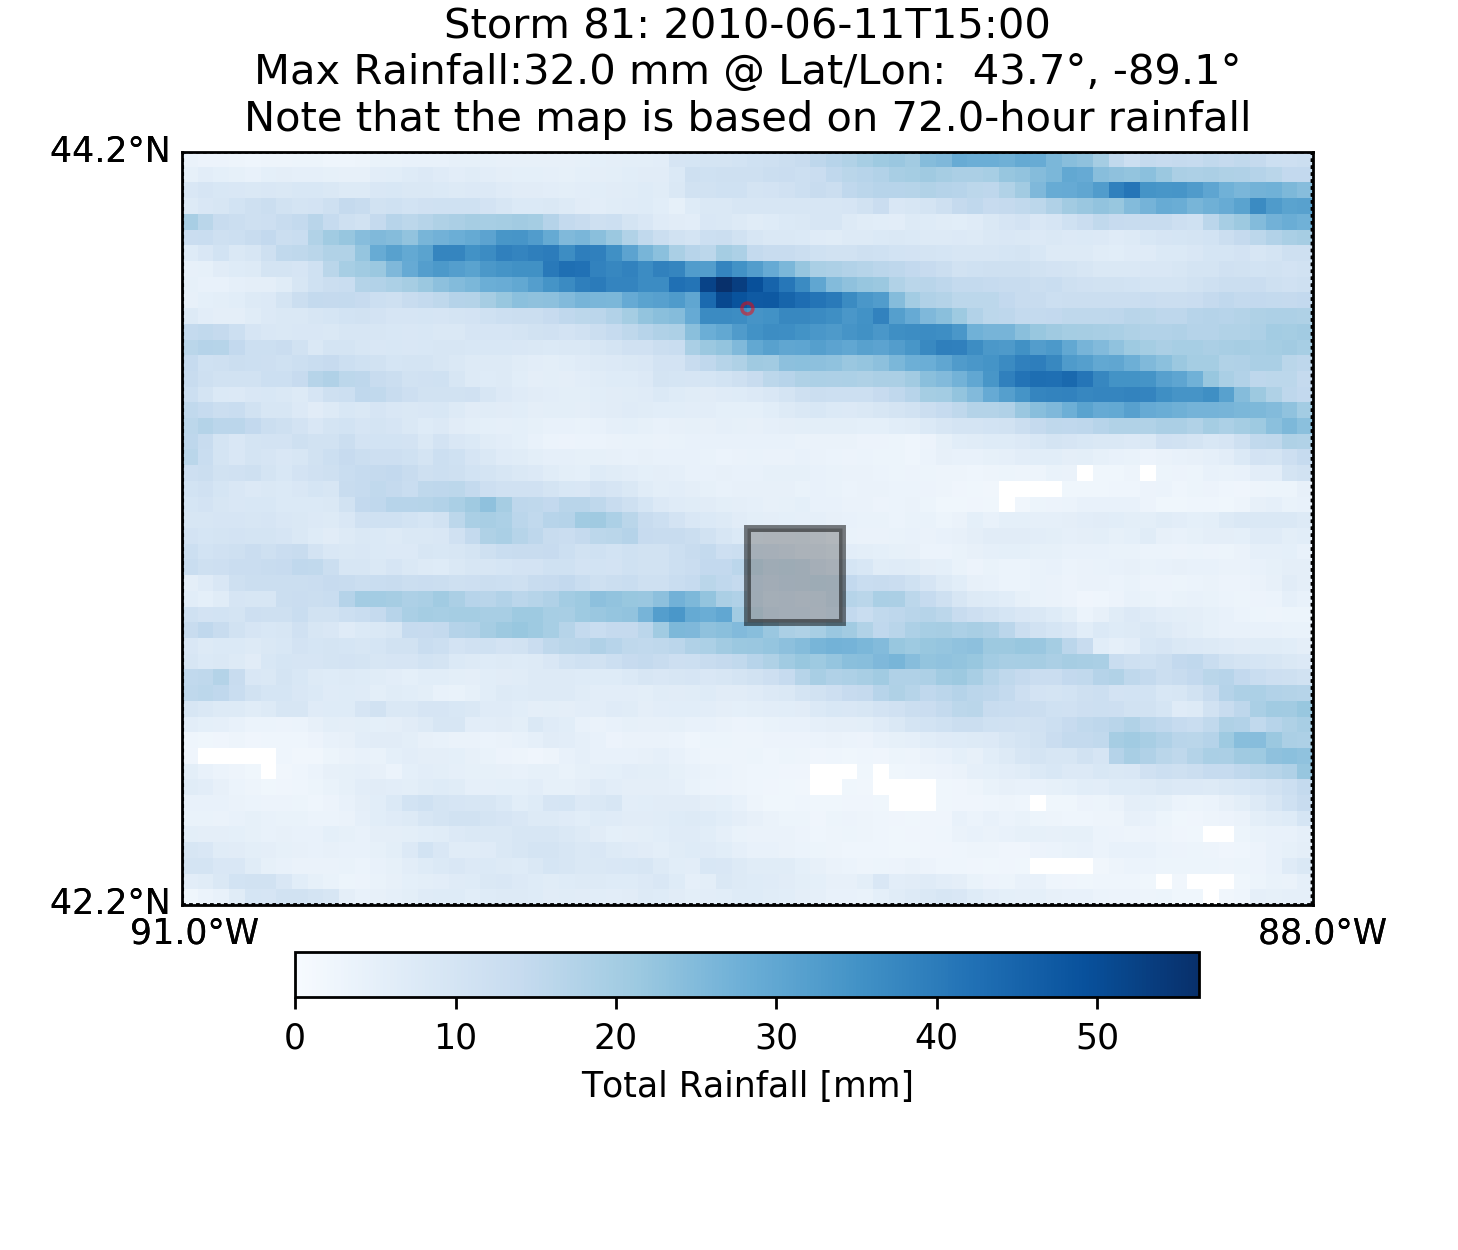 Storm 81: 2010-06-11T15:00
Max Rainfall:32.0 mm @ Lat/Lon:  43.7°, -89.1°
Note that the map is based on 72.0-hour rainfall
44.2°N
42.2°N
91.0°W
88.0°W
0 10 20 30 40 50
Total Rainfall [mm]